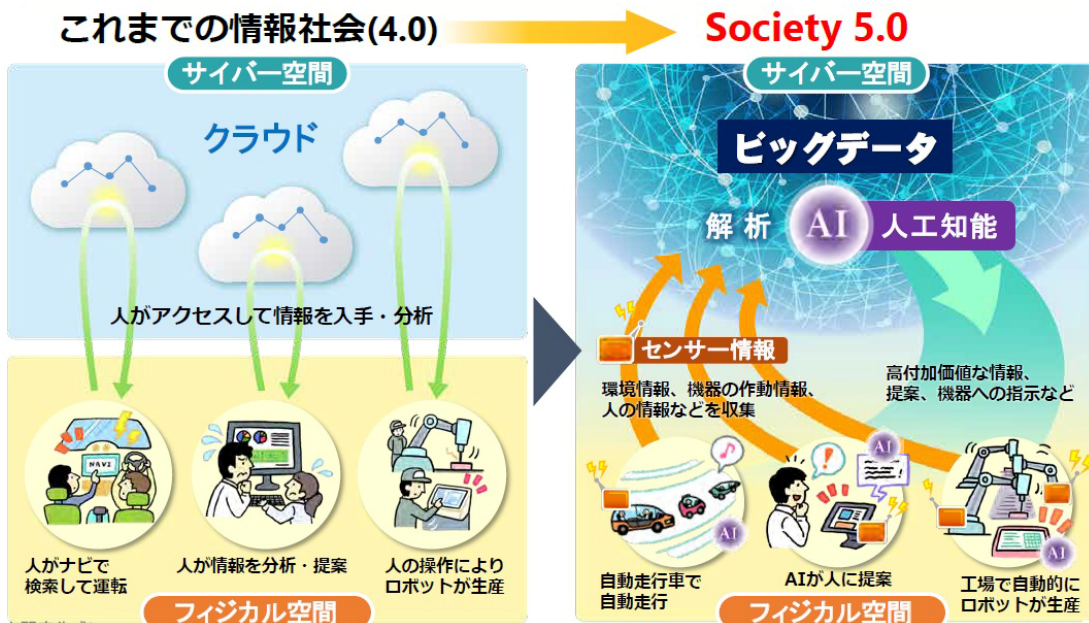 これまでの情報社会(4.0)
Society 5.0
サイバー空間
クラウド
人がアクセスして情報を入手・分析
NAVI
人がナビで
検索して運転
人が情報を分析・提案
人の操作により
ロボットが生産
フィジカル空間
サイバー空間
ビッグデータ
解析
AI
人工知能
センサー情報
環境情報、機器の作動情報、
人の情報などを収集
高付加価値な情報、
提案、機器への指示など
AI
AI
AI
自動走行車で
自動走行
AIが人に提案
工場で自動的に
ロボットが生産
フィジカル空間